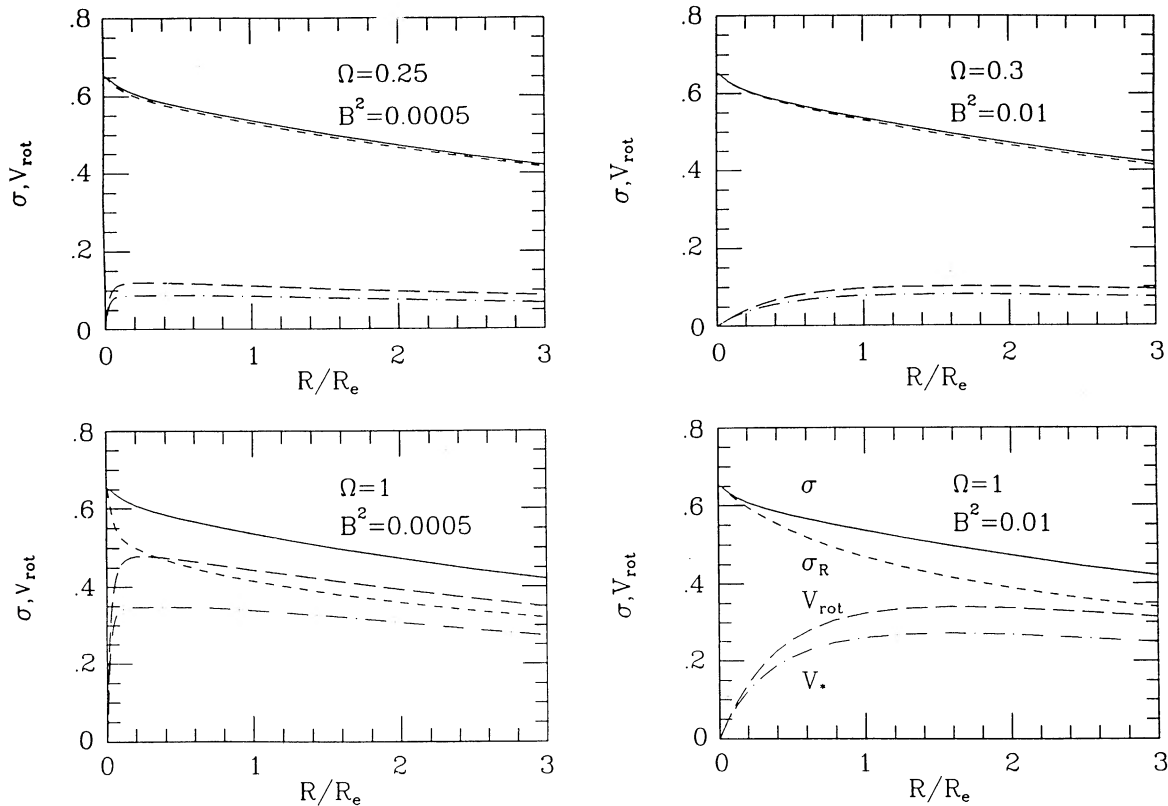 .8
.6
.4
.2
0
σ, V_rot
Ω=0.25
B²=0.0005
0 1 2 3
R/R_e
.8
.6
.4
.2
0
σ, V_rot
Ω=0.3
B²=0.01
0 1 2 3
R/R_e
.8
.6
.4
.2
0
σ, V_rot
Ω=1
B²=0.0005
0 1 2 3
R/R_e
.8
.6
.4
.2
0
σ, V_rot
σ Ω=1
B²=0.01
σ_R
V_rot
V_*
0 1 2 3
R/R_e